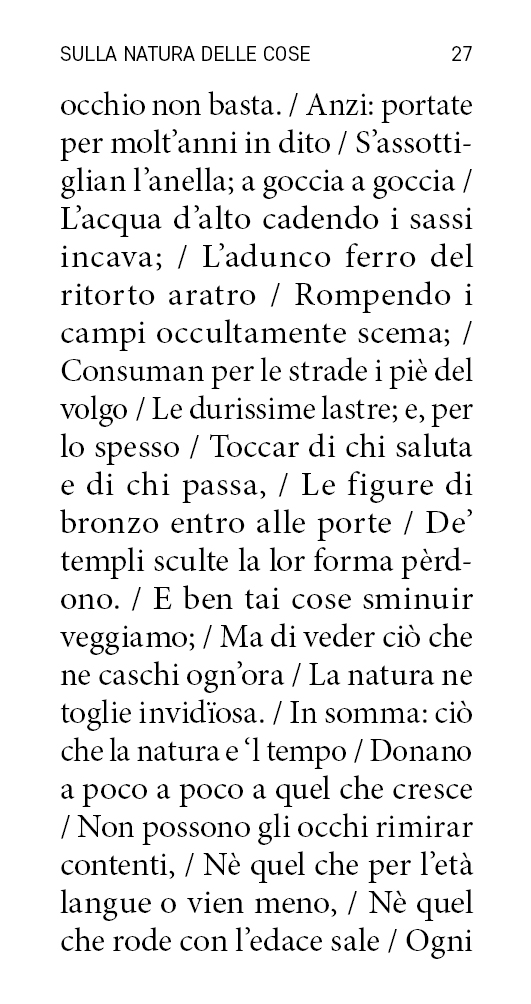 SULLA NATURA DELLE COSE 27
occhio non basta. / Anzi: portate
per molt’anni in dito / S’assotti-
glian l’anella; a goccia a goccia /
L’acqua d’alto cadendo i sassi
incava; / L’adunco ferro del
ritorto aratro / Rompendo i
campi occultamente scema; /
Consuman per le strade i piè del
volgo / Le durissime lastre; e, per
lo spesso / Toccar di chi saluta
e di chi passa, / Le figure di
bronzo entro alle porte / De’
templi sculte la lor forma pèrd-
ono. / E ben tai cose sminuir
veggiamo; / Ma di veder ciò che
ne caschi ogn’ora / La natura ne
toglie invidïosa. / In somma: ciò
che la natura e ‘l tempo / Donano
a poco a poco a quel che cresce
/ Non possono gli occhi rimirar
contenti, / Nè quel che per l’età
langue o vien meno, / Nè quel
che rode con l’edace sale / Ogni